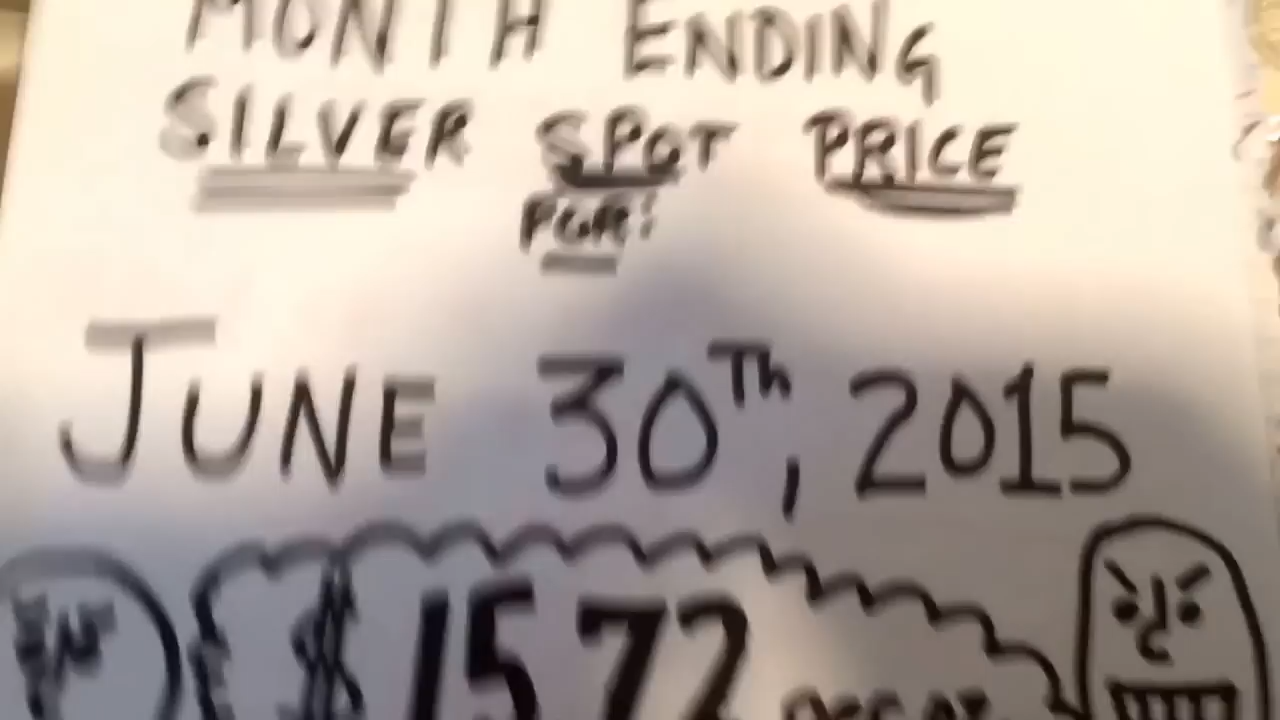 MONTH ENDING
SILVER SPOT PRICE
FOR:
JUNE 30Th, 2015
$15.72